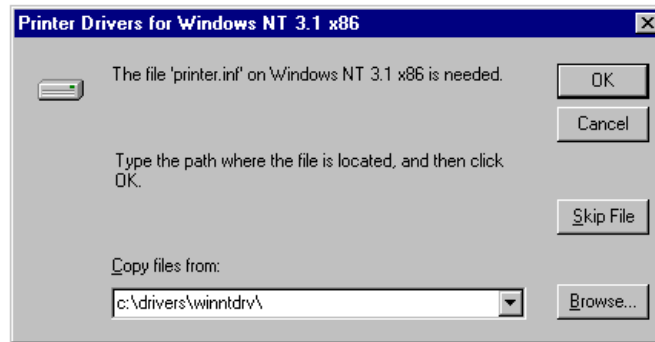 Printer Drivers for Windows NT 3.1 x86
The file 'printer.inf' on Windows NT 3.1 x86 is needed.
OK
Cancel
Type the path where the file is located, and then click
OK.
Skip File
Copy files from:
c:\drivers\winntdrv\
Browse...